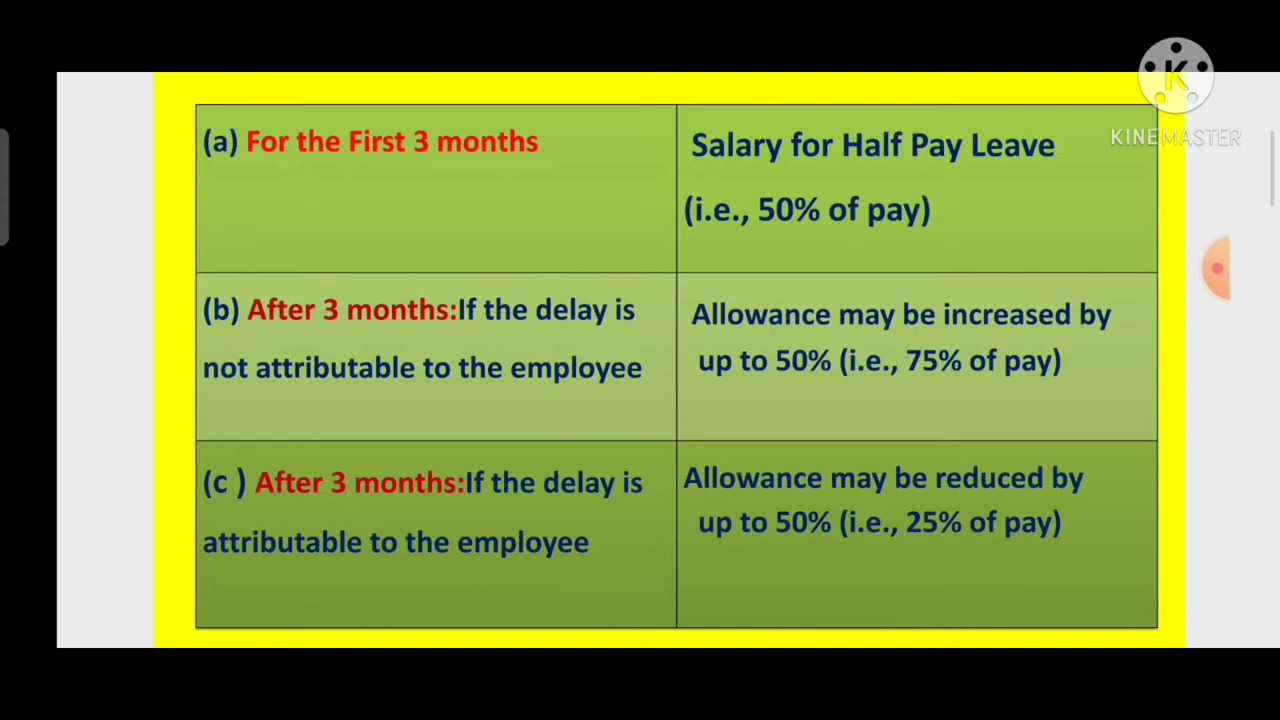 (a) For the First 3 months
Salary for Half Pay Leave
(i.e., 50% of pay)
(b) After 3 months:If the delay is
not attributable to the employee
Allowance may be increased by
up to 50% (i.e., 75% of pay)
(c ) After 3 months:If the delay is
attributable to the employee
Allowance may be reduced by
up to 50% (i.e., 25% of pay)
K
KINEMASTER